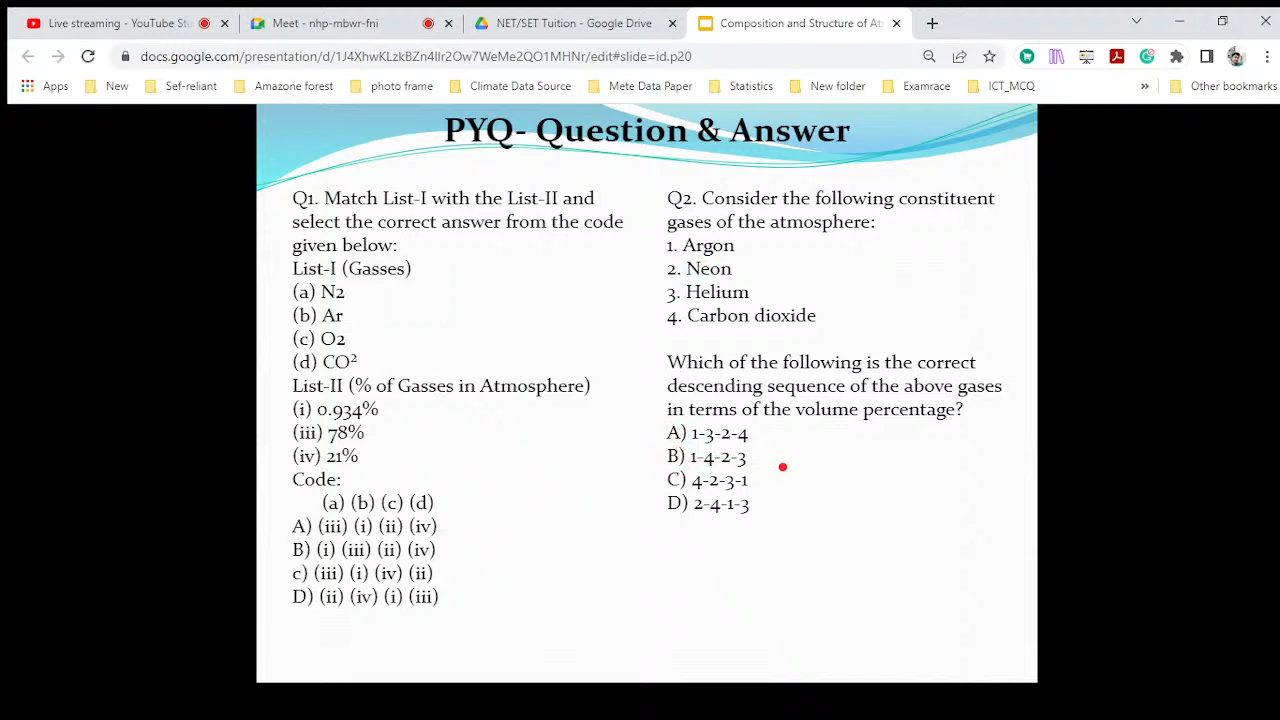 Live streaming - YouTube Stu
Meet - nhp-mbwr-fni
NET/SET Tuition - Google Drive
Composition and Structure of At
docs.google.com/presentation/d/1J4XhwKLzkBZn4lIr2Ow7WeMe2QO1MHNr/edit#slide=id.p20
Apps New Sef-reliant Amazone forest photo frame Climate Data Source Mete Data Paper Statistics New folder Examrace ICT_MCQ » Other bookmarks
PYQ- Question & Answer
Q1. Match List-I with the List-II and
select the correct answer from the code
given below:
List-I (Gasses)
(a) N2
(b) Ar
(c) O2
(d) CO²
List-II (% of Gasses in Atmosphere)
(i) 0.934%
(iii) 78%
(iv) 21%
Code:
(a) (b) (c) (d)
A) (iii) (i) (ii) (iv)
B) (i) (iii) (ii) (iv)
c) (iii) (i) (iv) (ii)
D) (ii) (iv) (i) (iii)
Q2. Consider the following constituent
gases of the atmosphere:
1. Argon
2. Neon
3. Helium
4. Carbon dioxide
Which of the following is the correct
descending sequence of the above gases
in terms of the volume percentage?
A) 1-3-2-4
B) 1-4-2-3
C) 4-2-3-1
D) 2-4-1-3